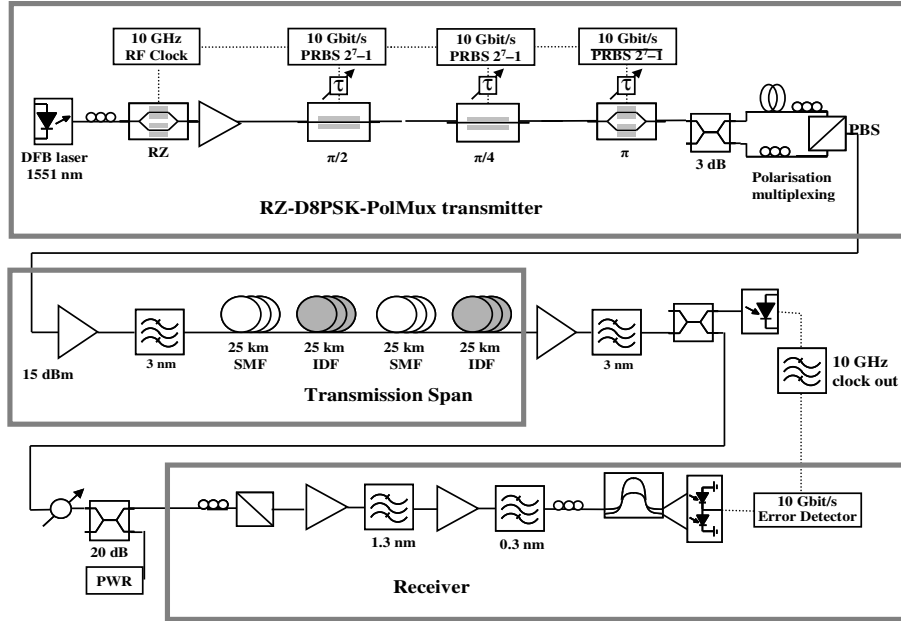 10 GHz
RF Clock
10 Gbit/s
PRBS 2⁷–1
10 Gbit/s
PRBS 2⁷–1
10 Gbit/s
PRBS 2⁷–1
τ
τ
τ
DFB laser
1551 nm
RZ
π/2
π/4
π
3 dB
PBS
Polarisation
multiplexing
RZ-D8PSK-PolMux transmitter
15 dBm
3 nm
25 km
SMF
25 km
IDF
25 km
SMF
25 km
IDF
3 nm
10 GHz
clock out
Transmission Span
20 dB
PWR
1.3 nm
0.3 nm
10 Gbit/s
Error Detector
Receiver